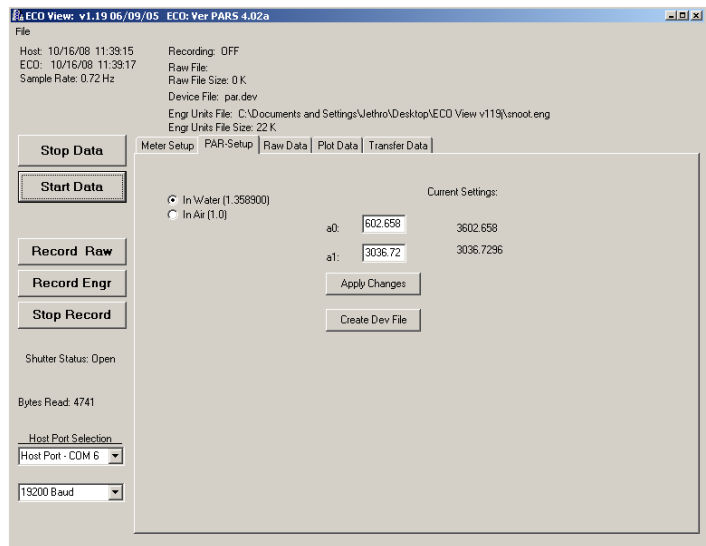 ECO View: v1.19 06/09/05 ECO: Ver PARS 4.02a
File
Host: 10/16/08 11:39:15
ECO: 10/16/08 11:39:17
Sample Rate: 0.72 Hz
Recording: OFF
Raw File:
Raw File Size: 0 K
Device File: par.dev
Engr Units File: C:\Documents and Settings\Jethro\Desktop\ECO View v119j\snoot.eng
Engr Units File Size: 22 K
Stop Data
Start Data
Record Raw
Record Engr
Stop Record
Shutter Status: Open
Bytes Read: 4741
Host Port Selection
Host Port - COM 6
19200 Baud
Meter Setup PAR-Setup Raw Data Plot Data Transfer Data
In Water (1.358900)
In Air (1.0)
Current Settings:
a0: 602.658 3602.658
a1: 3036.72 3036.7296
Apply Changes
Create Dev File